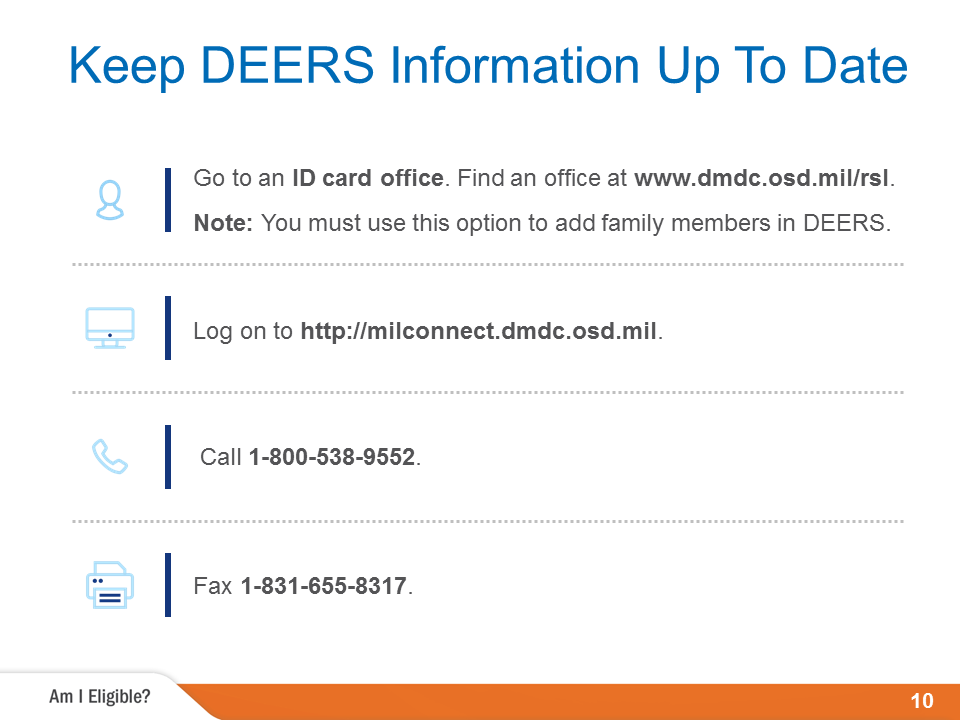 Keep DEERS Information Up To Date
Go to an ID card office. Find an office at www.dmdc.osd.mil/rsl.
Note: You must use this option to add family members in DEERS.
Log on to http://milconnect.dmdc.osd.mil.
Call 1-800-538-9552.
Fax 1-831-655-8317.
Am I Eligible?
10